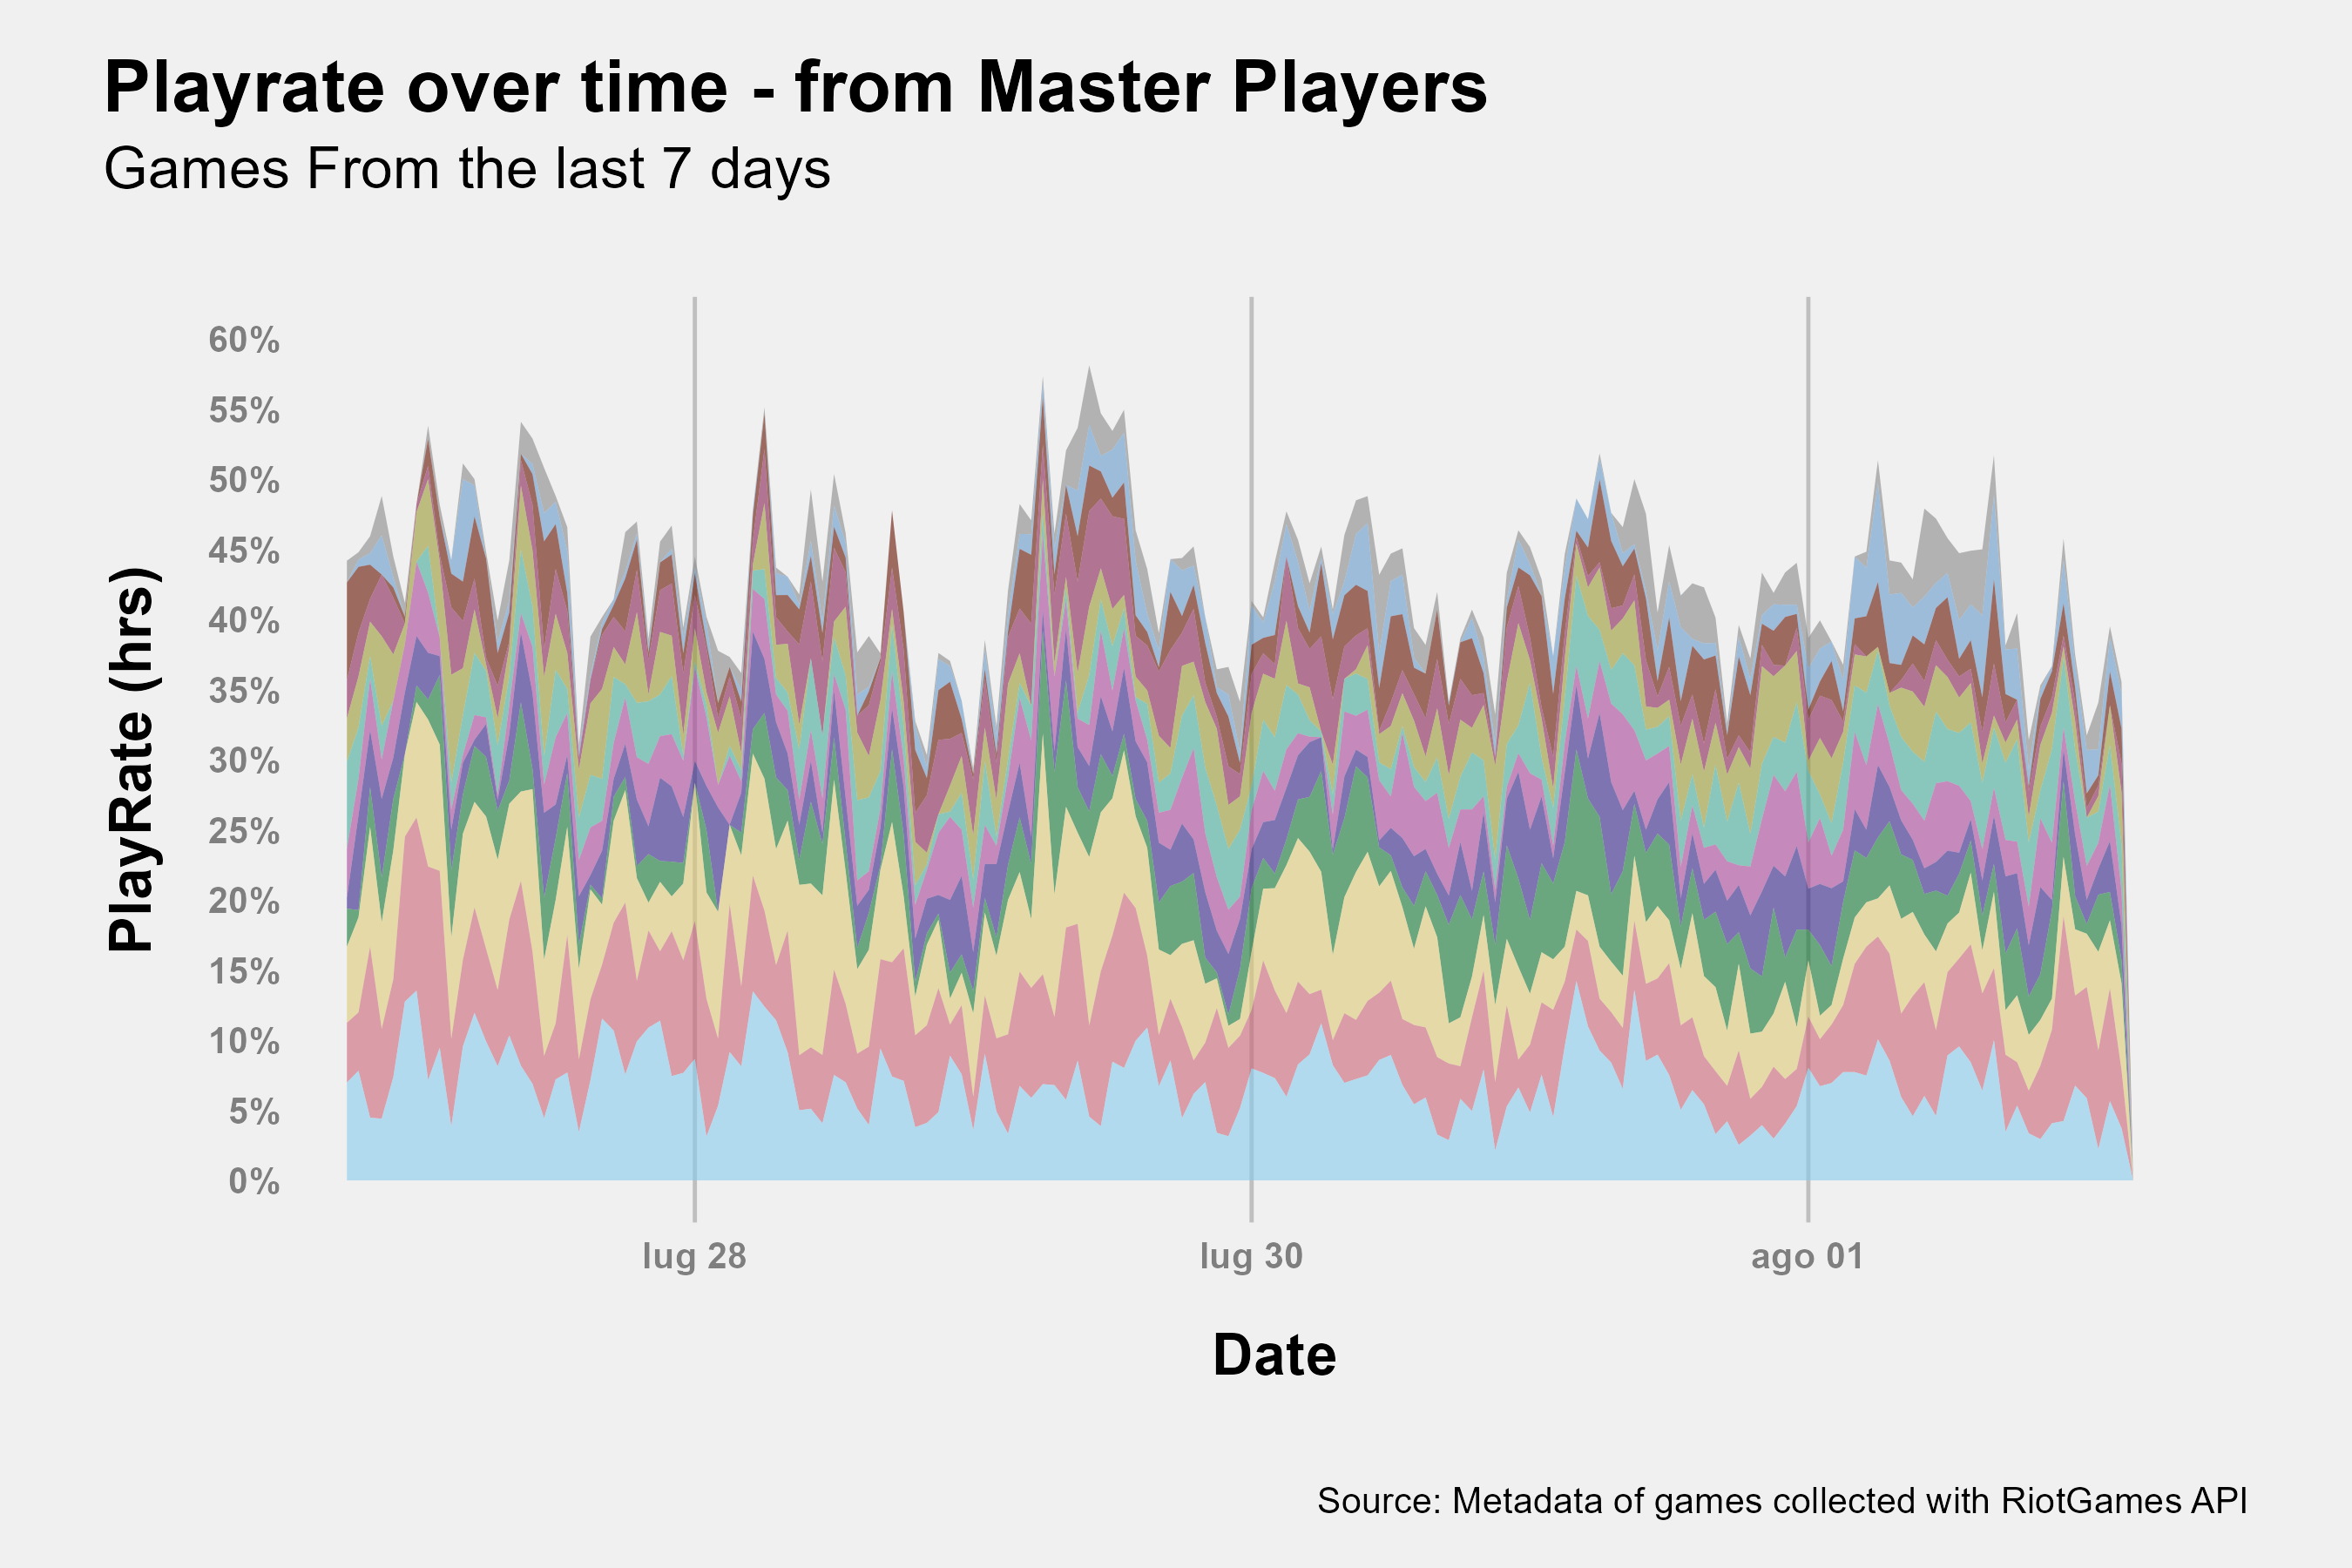 Playrate over time - from Master Players
Games From the last 7 days
60%
55%
50%
45%
40%
35%
30%
25%
20%
15%
10%
5%
0%
PlayRate (hrs)
lug 28
lug 30
ago 01
Date
Source: Metadata of games collected with RiotGames API